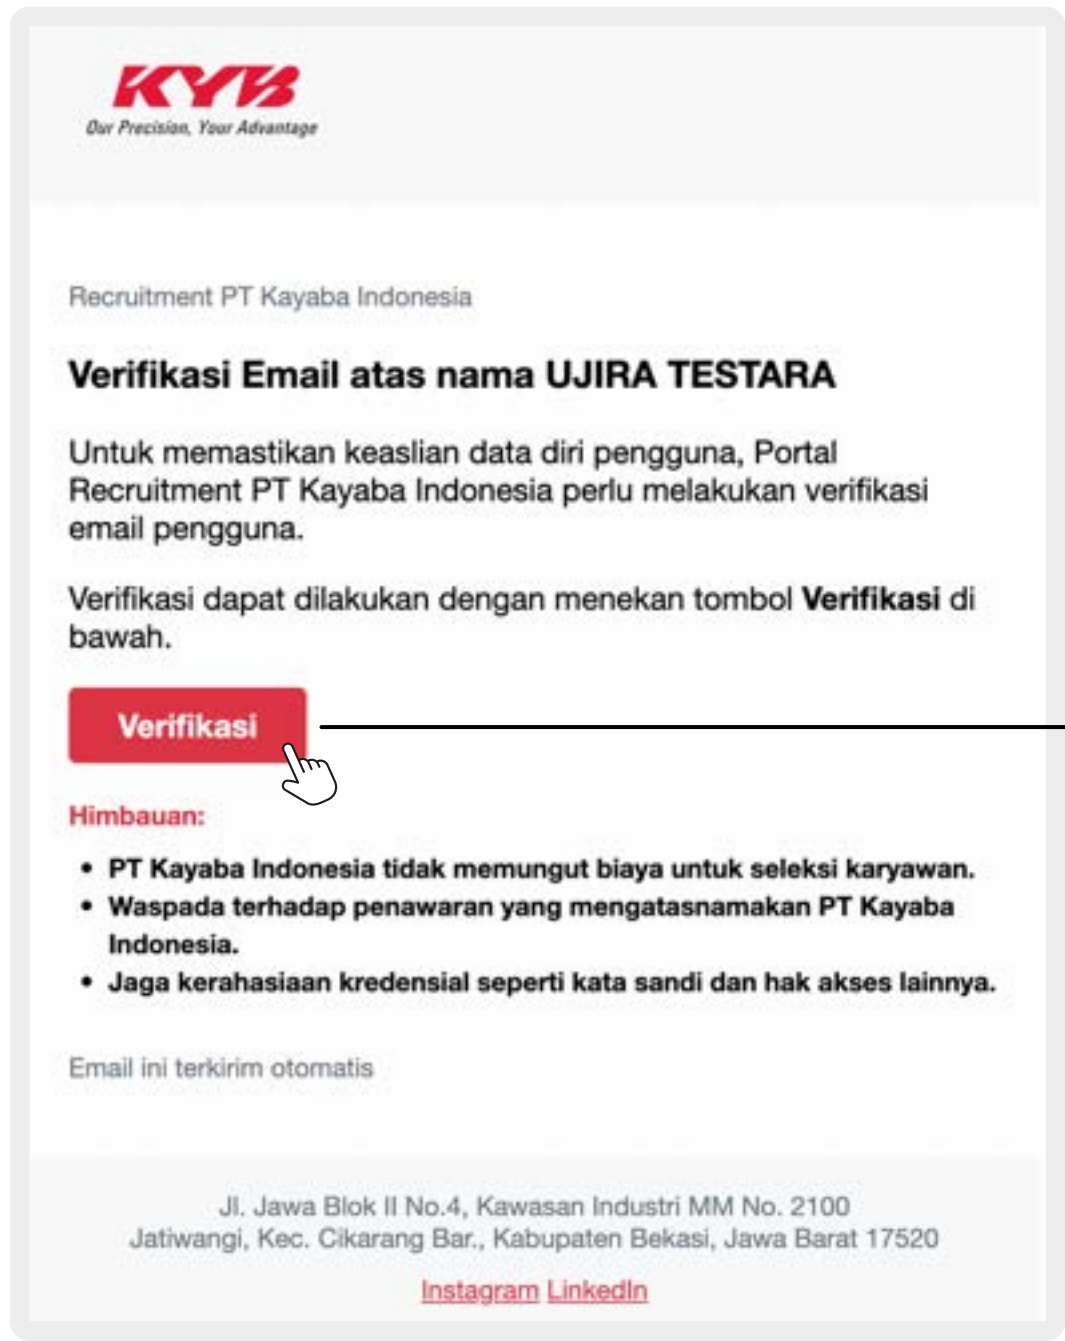 KYB
Our Precision, Your Advantage
Recruitment PT Kayaba Indonesia
Verifikasi Email atas nama UJIRA TESTARA
Untuk memastikan keaslian data diri pengguna, Portal
Recruitment PT Kayaba Indonesia perlu melakukan verifikasi
email pengguna.
Verifikasi dapat dilakukan dengan menekan tombol Verifikasi di
bawah.
Verifikasi
Himbauan:
• PT Kayaba Indonesia tidak memungut biaya untuk seleksi karyawan.
• Waspada terhadap penawaran yang mengatasnamakan PT Kayaba
Indonesia.
• Jaga kerahasiaan kredensial seperti kata sandi dan hak akses lainnya.
Email ini terkirim otomatis
Jl. Jawa Blok II No.4, Kawasan Industri MM No. 2100
Jatiwangi, Kec. Cikarang Bar., Kabupaten Bekasi, Jawa Barat 17520
Instagram LinkedIn